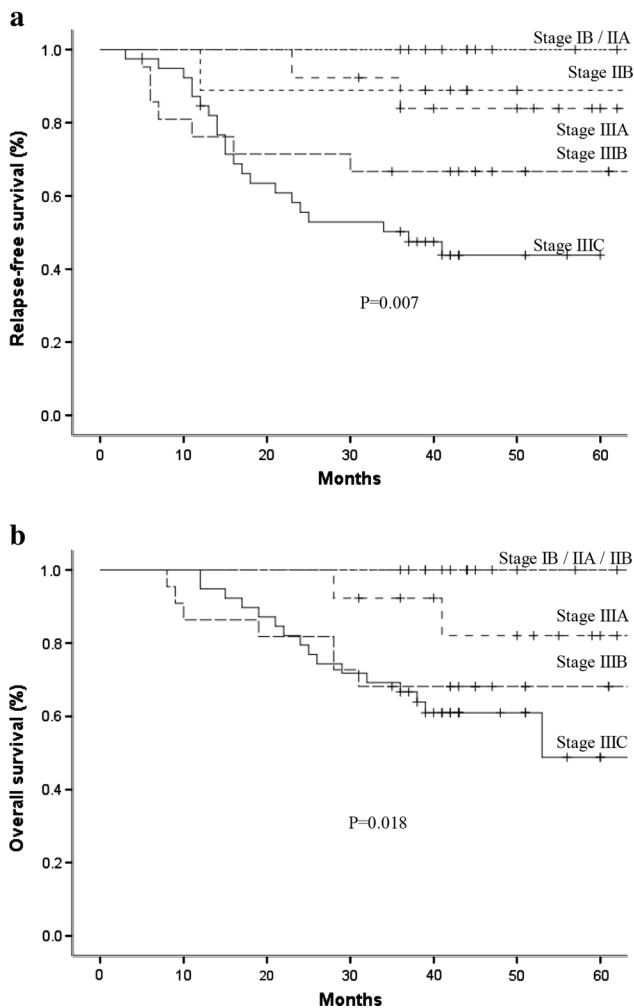 a
Relapse-free survival (%)
1.0
0.8
0.6
0.4
0.2
0.0
Stage IB / IIA
Stage IIB
Stage IIIA
Stage IIIB
Stage IIIC
P=0.007
0 10 20 30 40 50 60
Months
b
Overall survival (%)
1.0
0.8
0.6
0.4
0.2
0.0
Stage IB / IIA / IIB
Stage IIIA
Stage IIIB
Stage IIIC
P=0.018
0 10 20 30 40 50 60
Months